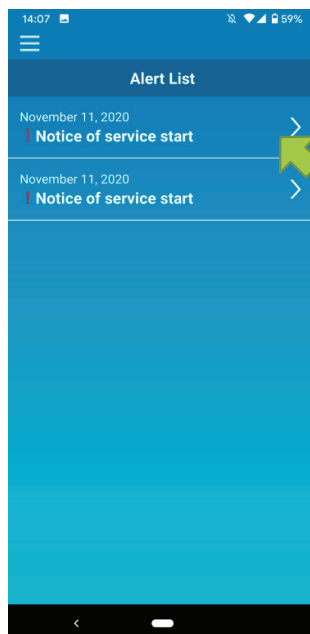 14:07
59%
Alert List
November 11, 2020
! Notice of service start
November 11, 2020
! Notice of service start